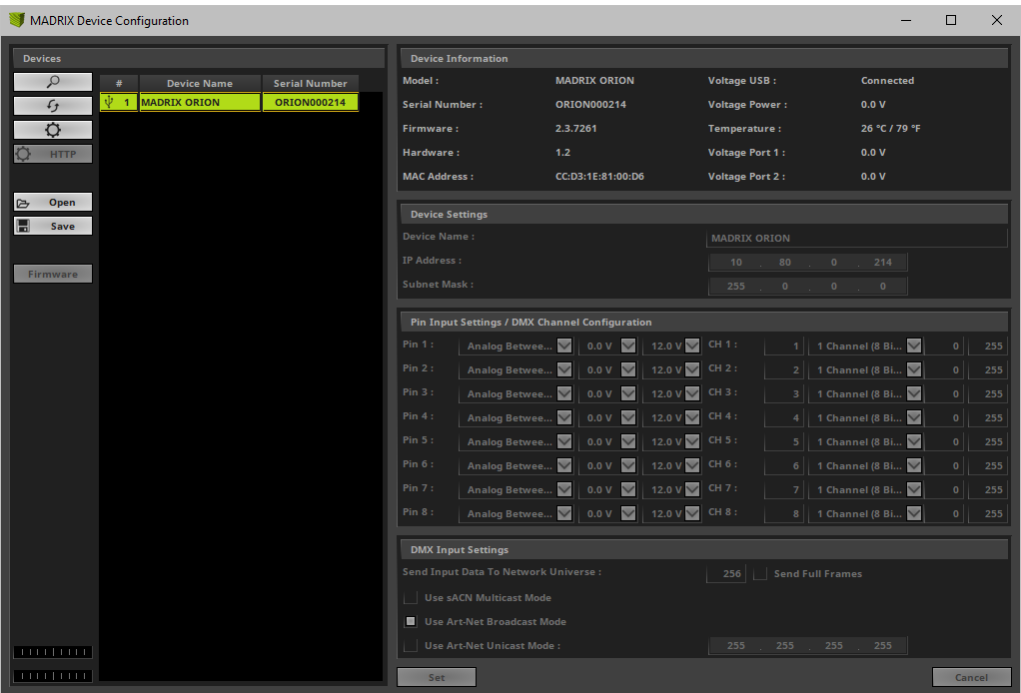 MADRIX Device Configuration
Devices
# Device Name Serial Number
1 MADRIX ORION ORION000214
HTTP
Open
Save
Firmware
Device Information
Model : MADRIX ORION Voltage USB : Connected
Serial Number : ORION000214 Voltage Power : 0.0 V
Firmware : 2.3.7261 Temperature : 26 °C / 79 °F
Hardware : 1.2 Voltage Port 1 : 0.0 V
MAC Address : CC:D3:1E:81:00:D6 Voltage Port 2 : 0.0 V
Device Settings
Device Name : MADRIX ORION
IP Address : 10 . 80 . 0 . 214
Subnet Mask : 255 . 0 . 0 . 0
Pin Input Settings / DMX Channel Configuration
Pin 1 : Analog Betwee... 0.0 V 12.0 V CH 1 : 1 1 Channel (8 Bi... 0 255
Pin 2 : Analog Betwee... 0.0 V 12.0 V CH 2 : 2 1 Channel (8 Bi... 0 255
Pin 3 : Analog Betwee... 0.0 V 12.0 V CH 3 : 3 1 Channel (8 Bi... 0 255
Pin 4 : Analog Betwee... 0.0 V 12.0 V CH 4 : 4 1 Channel (8 Bi... 0 255
Pin 5 : Analog Betwee... 0.0 V 12.0 V CH 5 : 5 1 Channel (8 Bi... 0 255
Pin 6 : Analog Betwee... 0.0 V 12.0 V CH 6 : 6 1 Channel (8 Bi... 0 255
Pin 7 : Analog Betwee... 0.0 V 12.0 V CH 7 : 7 1 Channel (8 Bi... 0 255
Pin 8 : Analog Betwee... 0.0 V 12.0 V CH 8 : 8 1 Channel (8 Bi... 0 255
DMX Input Settings
Send Input Data To Network Universe : 256 Send Full Frames
Use sACN Multicast Mode
Use Art-Net Broadcast Mode
Use Art-Net Unicast Mode : 255 . 255 . 255 . 255
Set Cancel